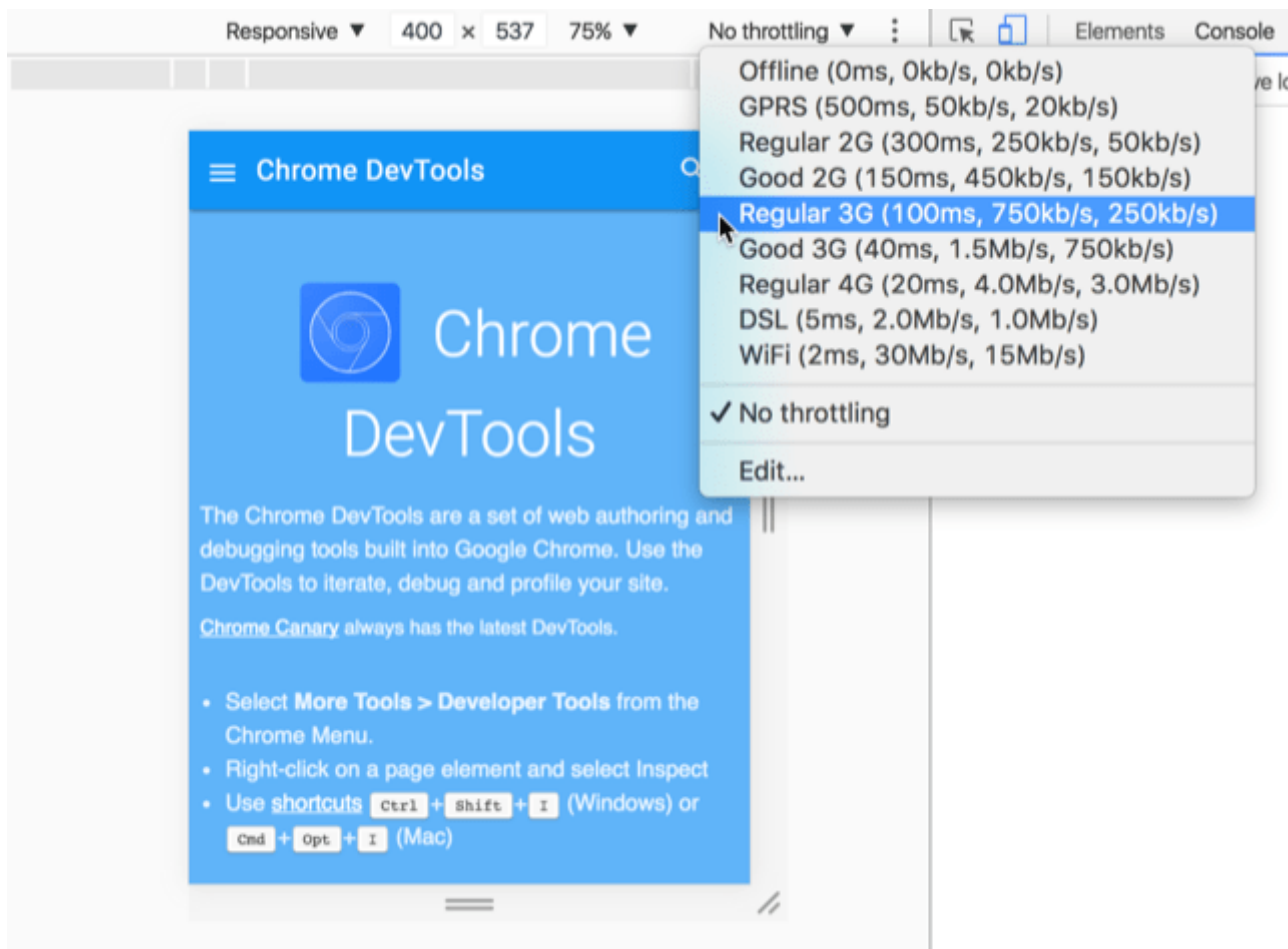 Responsive ▼ 400 × 537 75% ▼ No throttling ▼ Elements Console
Offline (0ms, 0kb/s, 0kb/s)
GPRS (500ms, 50kb/s, 20kb/s)
Regular 2G (300ms, 250kb/s, 50kb/s)
Good 2G (150ms, 450kb/s, 150kb/s)
Regular 3G (100ms, 750kb/s, 250kb/s)
Good 3G (40ms, 1.5Mb/s, 750kb/s)
Regular 4G (20ms, 4.0Mb/s, 3.0Mb/s)
DSL (5ms, 2.0Mb/s, 1.0Mb/s)
WiFi (2ms, 30Mb/s, 15Mb/s)
✓ No throttling
Edit...
Chrome DevTools
Chrome
DevTools
The Chrome DevTools are a set of web authoring and
debugging tools built into Google Chrome. Use the
DevTools to iterate, debug and profile your site.
Chrome Canary always has the latest DevTools.
• Select More Tools > Developer Tools from the
Chrome Menu.
• Right-click on a page element and select Inspect
• Use shortcuts Ctrl + Shift + I (Windows) or
Cmd + Opt + I (Mac)